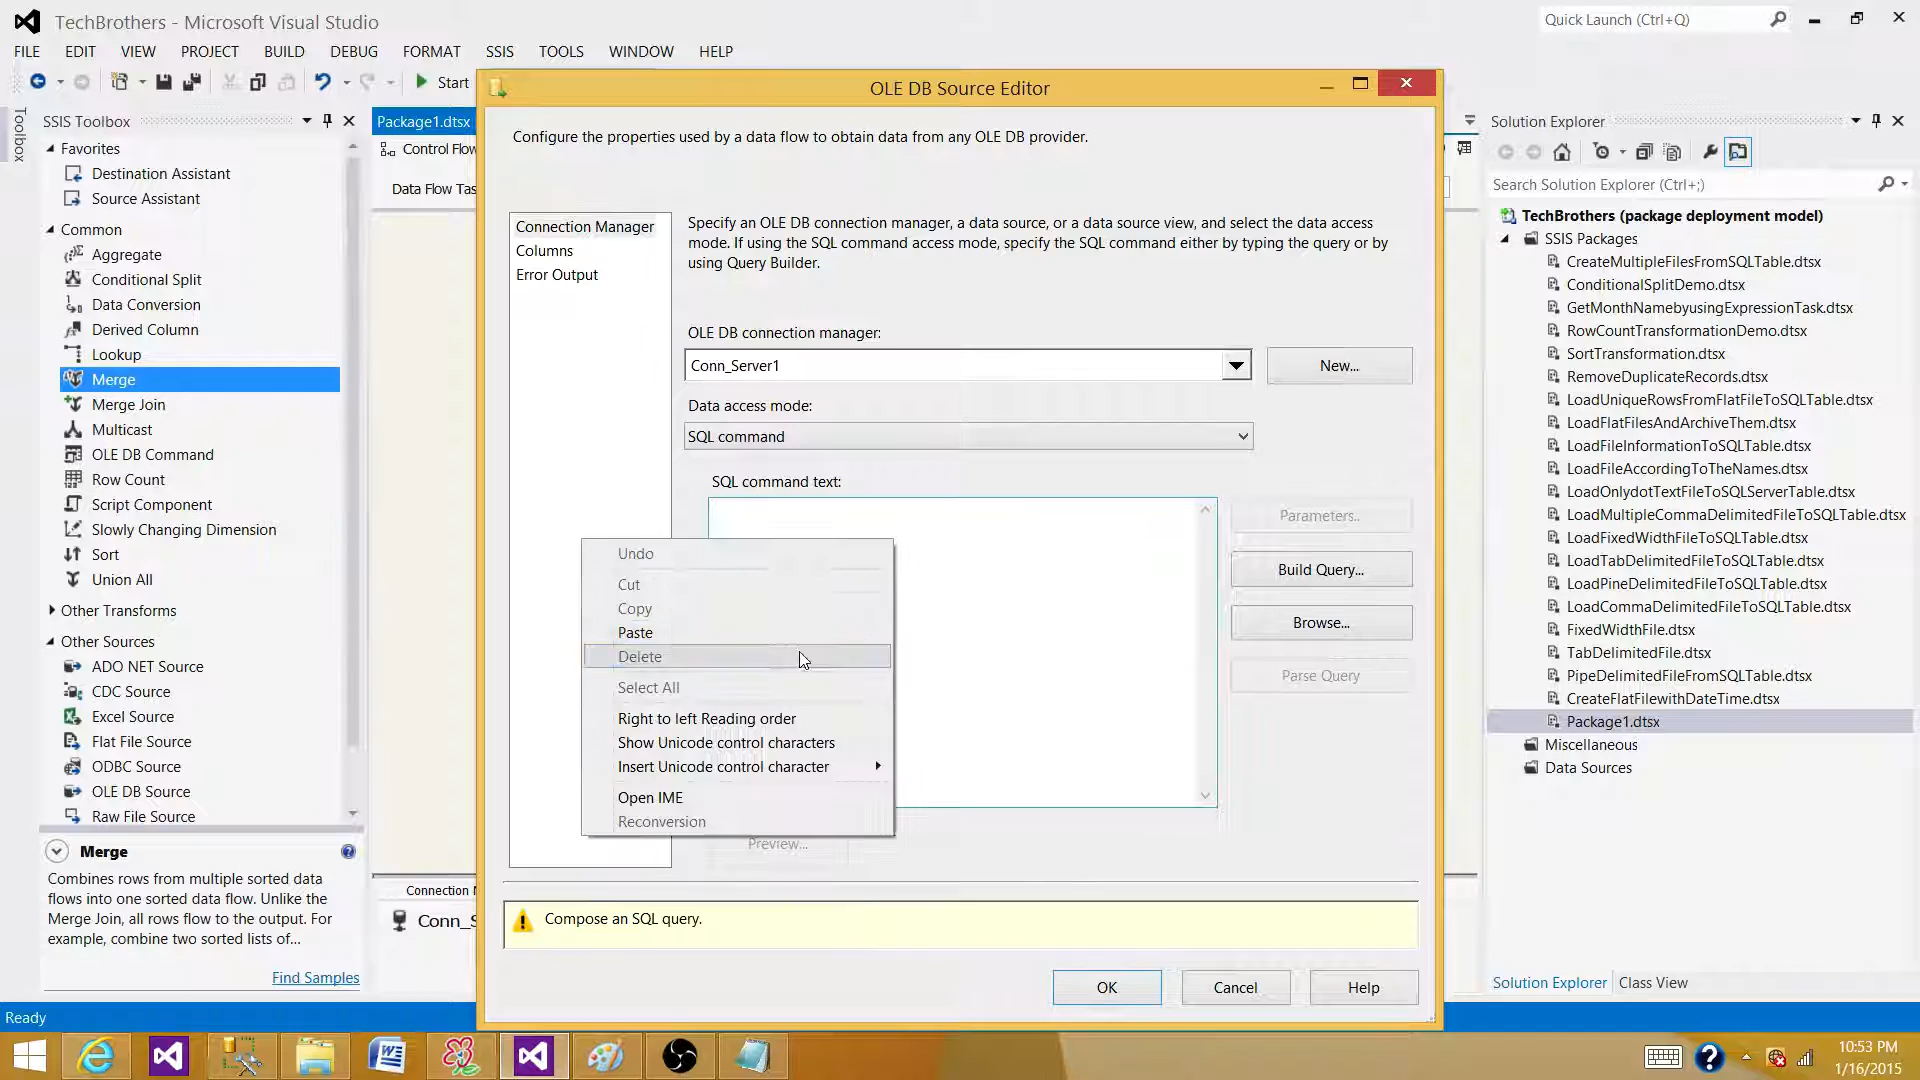 TechBrothers - Microsoft Visual Studio
Quick Launch (Ctrl+Q)
FILE EDIT VIEW PROJECT BUILD DEBUG FORMAT SSIS TOOLS WINDOW HELP
Start
Toolbox
SSIS Toolbox
Favorites
Destination Assistant
Source Assistant
Common
Aggregate
Conditional Split
Data Conversion
Derived Column
Lookup
Merge
Merge Join
Multicast
OLE DB Command
Row Count
Script Component
Slowly Changing Dimension
Sort
Union All
Other Transforms
Other Sources
ADO NET Source
CDC Source
Excel Source
Flat File Source
ODBC Source
OLE DB Source
Raw File Source
Merge
Combines rows from multiple sorted data
flows into one sorted data flow. Unlike the
Merge Join, all rows flow to the output. For
example, combine two sorted lists of...
Find Samples
Package1.dtsx
Control Flow
Data Flow Tas
Connection M
Conn_S
OLE DB Source Editor
Configure the properties used by a data flow to obtain data from any OLE DB provider.
Connection Manager
Columns
Error Output
Specify an OLE DB connection manager, a data source, or a data source view, and select the data access
mode. If using the SQL command access mode, specify the SQL command either by typing the query or by
using Query Builder.
OLE DB connection manager:
Conn_Server1
New...
Data access mode:
SQL command
SQL command text:
Parameters..
Build Query...
Browse...
Parse Query
Undo
Cut
Copy
Paste
Delete
Select All
Right to left Reading order
Show Unicode control characters
Insert Unicode control character
Open IME
Reconversion
Preview...
Compose an SQL query.
OK
Cancel
Help
Solution Explorer
Search Solution Explorer (Ctrl+;)
TechBrothers (package deployment model)
SSIS Packages
CreateMultipleFilesFromSQLTable.dtsx
ConditionalSplitDemo.dtsx
GetMonthNamebyusingExpressionTask.dtsx
RowCountTransformationDemo.dtsx
SortTransformation.dtsx
RemoveDuplicateRecords.dtsx
LoadUniqueRowsFromFlatFileToSQLTable.dtsx
LoadFlatFilesAndArchiveThem.dtsx
LoadFileInformationToSQLTable.dtsx
LoadFileAccordingToTheNames.dtsx
LoadOnlydotTextFileToSQLServerTable.dtsx
LoadMultipleCommaDelimitedFileToSQLTable.dtsx
LoadFixedWidthFileToSQLTable.dtsx
LoadTabDelimitedFileToSQLTable.dtsx
LoadPineDelimitedFileToSQLTable.dtsx
LoadCommaDelimitedFileToSQLTable.dtsx
FixedWidthFile.dtsx
TabDelimitedFile.dtsx
PipeDelimitedFileFromSQLTable.dtsx
CreateFlatFilewithDateTime.dtsx
Package1.dtsx
Miscellaneous
Data Sources
Solution Explorer
Class View
Ready
10:53 PM
1/16/2015